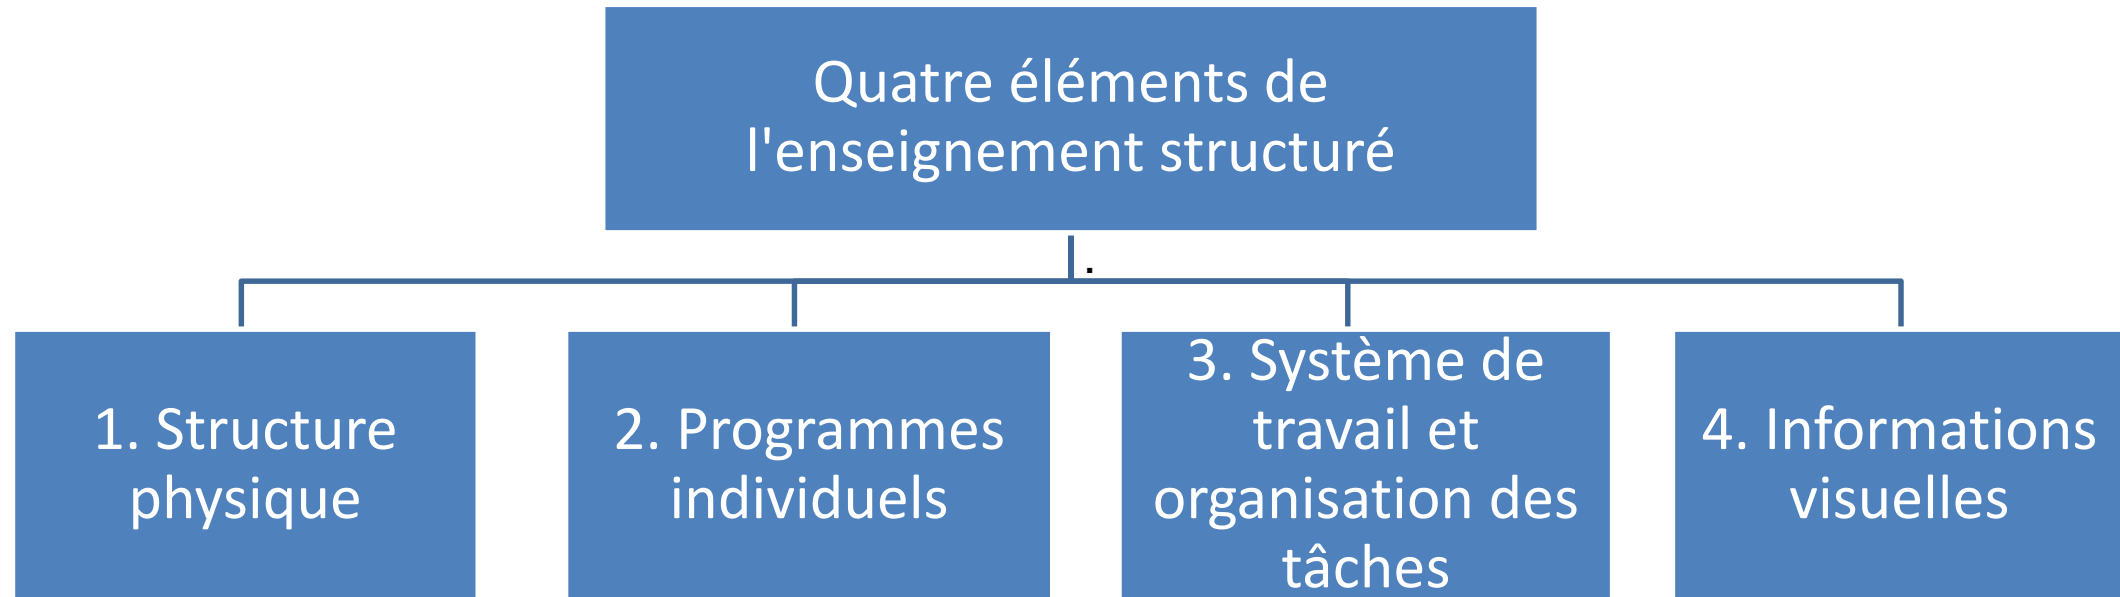 Quatre éléments de
l'enseignement structuré
.
1. Structure
physique
2. Programmes
individuels
3. Système de
travail et
organisation des
tâches
4. Informations
visuelles